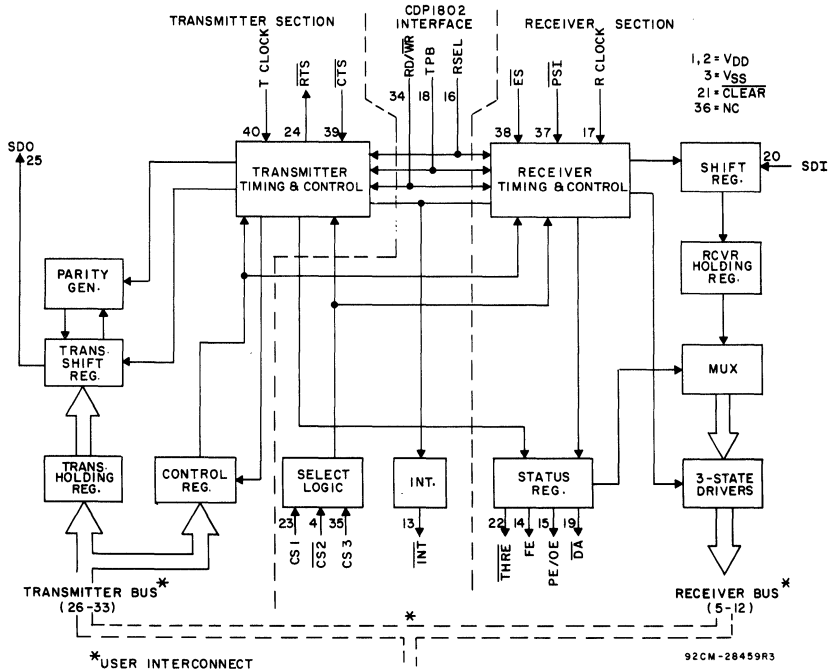 TRANSMITTER SECTION
CDP1802
INTERFACE
RECEIVER SECTION
T CLOCK
RTS
CTS
RD/WR
TPB
RSEL
ES
PSI
R CLOCK
1, 2 = VDD
3 = VSS
21 = CLEAR
36 = NC
34
18
16
40
24
39
38
37
17
SDO
25
TRANSMITTER
TIMING & CONTROL
RECEIVER
TIMING & CONTROL
SHIFT
REG.
20
SDI
PARITY
GEN.
RCVR
HOLDING
REG.
TRANS-
SHIFT
REG.
MUX
TRANS-
HOLDING
REG.
CONTROL
REG.
SELECT
LOGIC
INT.
STATUS
REG.
3-STATE
DRIVERS
23
4
35
13
22
14
15
19
CS1
CS2
CS3
INT
THRE
FE
PE/OE
DA
TRANSMITTER BUS*
(26-33)
RECEIVER BUS*
(5-12)
*
*USER INTERCONNECT
92CM-28459R3